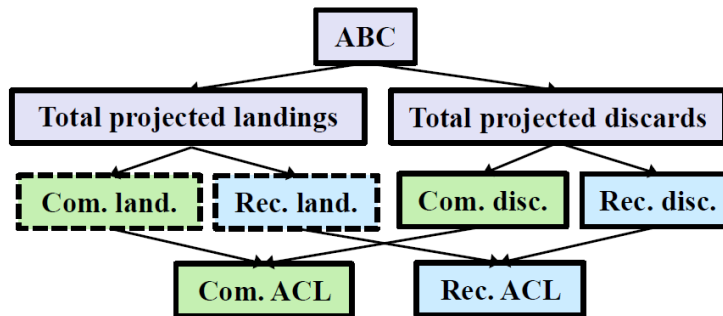 ABC
Total projected landings
Total projected discards
Com. land.
Rec. land.
Com. disc.
Rec. disc.
Com. ACL
Rec. ACL